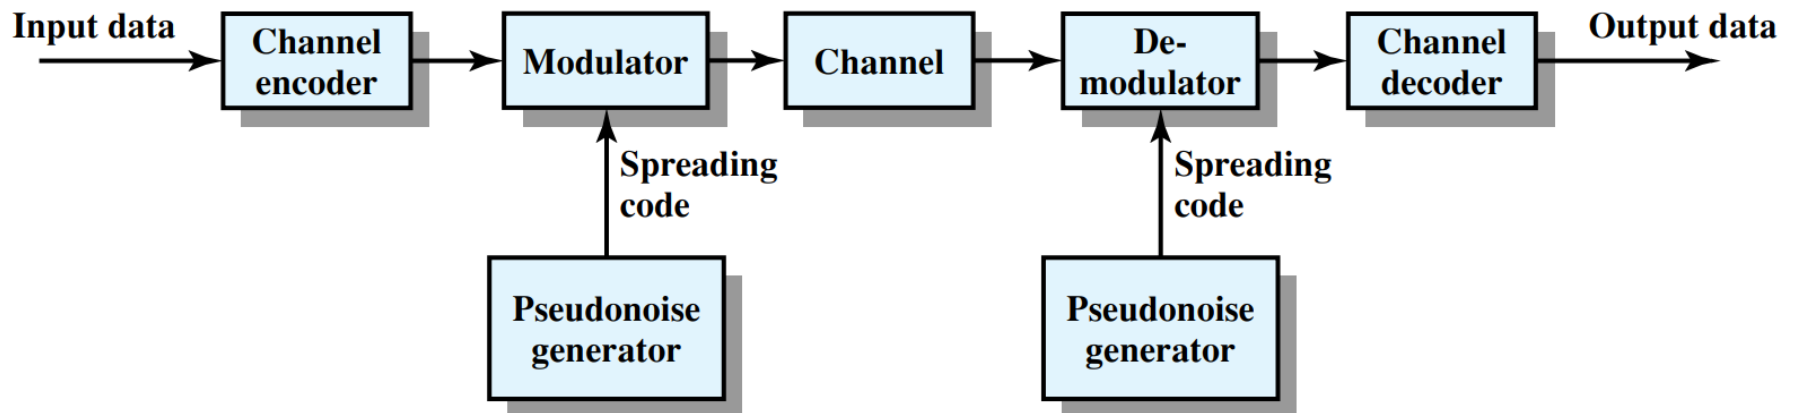 Input data
Channel
encoder
Modulator
Channel
De-
modulator
Channel
decoder
Output data
Spreading
code
Spreading
code
Pseudonoise
generator
Pseudonoise
generator